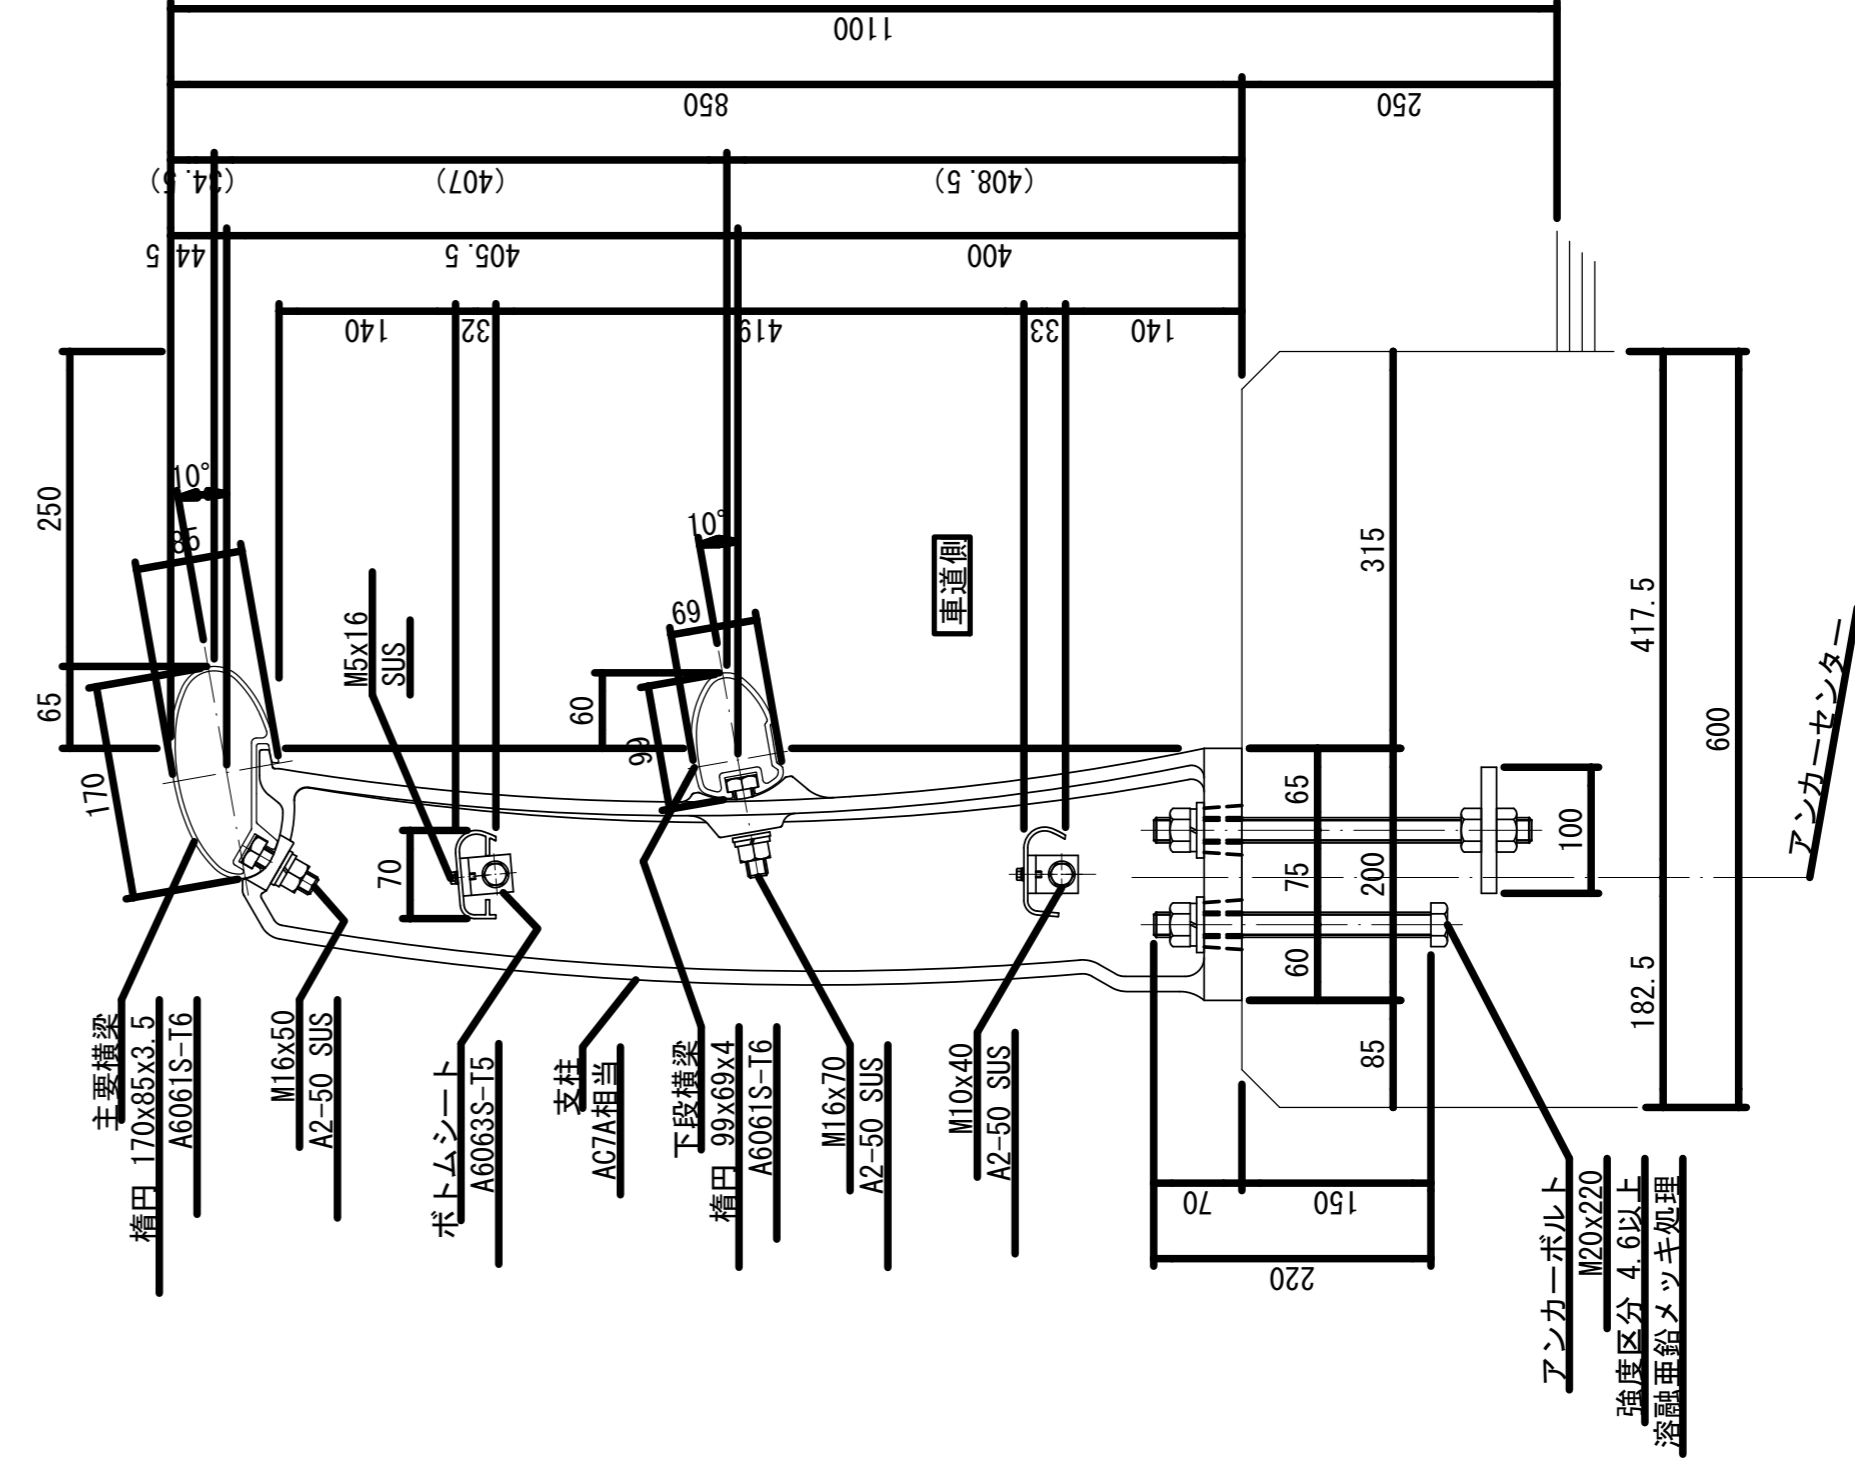 1100
850
250
(34.5)
(407)
(408.5)
44.5
405.5
400
140
32
419
33
140
250
65
10°
85
170
M5x16
SUS
70
10°
69
60
99
車道側
315
65
75
200
60
85
100
417.5
182.5
600
アンカーセンター
主要横梁
楕円 170x85x3.5
A6061S-T6
M16x50
A2-50 SUS
ボトムシート
A6063S-T5
支柱
AC7A相当
下段横梁
楕円 99x69x4
A6061S-T6
M16x70
A2-50 SUS
M10x40
A2-50 SUS
70
150
220
アンカーボルト
M20x220
強度区分 4.6以上
溶融亜鉛メッキ処理